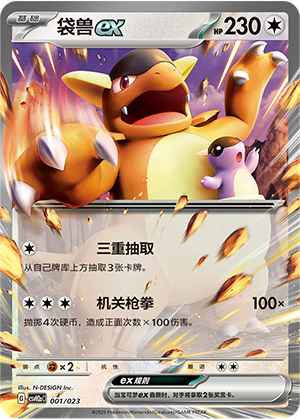 基础 袋兽ex HP230
三重抽取
从自己牌库上方抽取3张卡牌。
机关枪拳 100×
抛掷4次硬币，造成正面次数×100伤害。
弱点 ×2 抗性 撤退
Illus. N-DESIGN Inc.
G 001/023
ex规则
当宝可梦ex昏厥时，对手将拿取2张奖赏卡。
©2025 Pokémon/Nintendo/Creatures/GAME FREAK